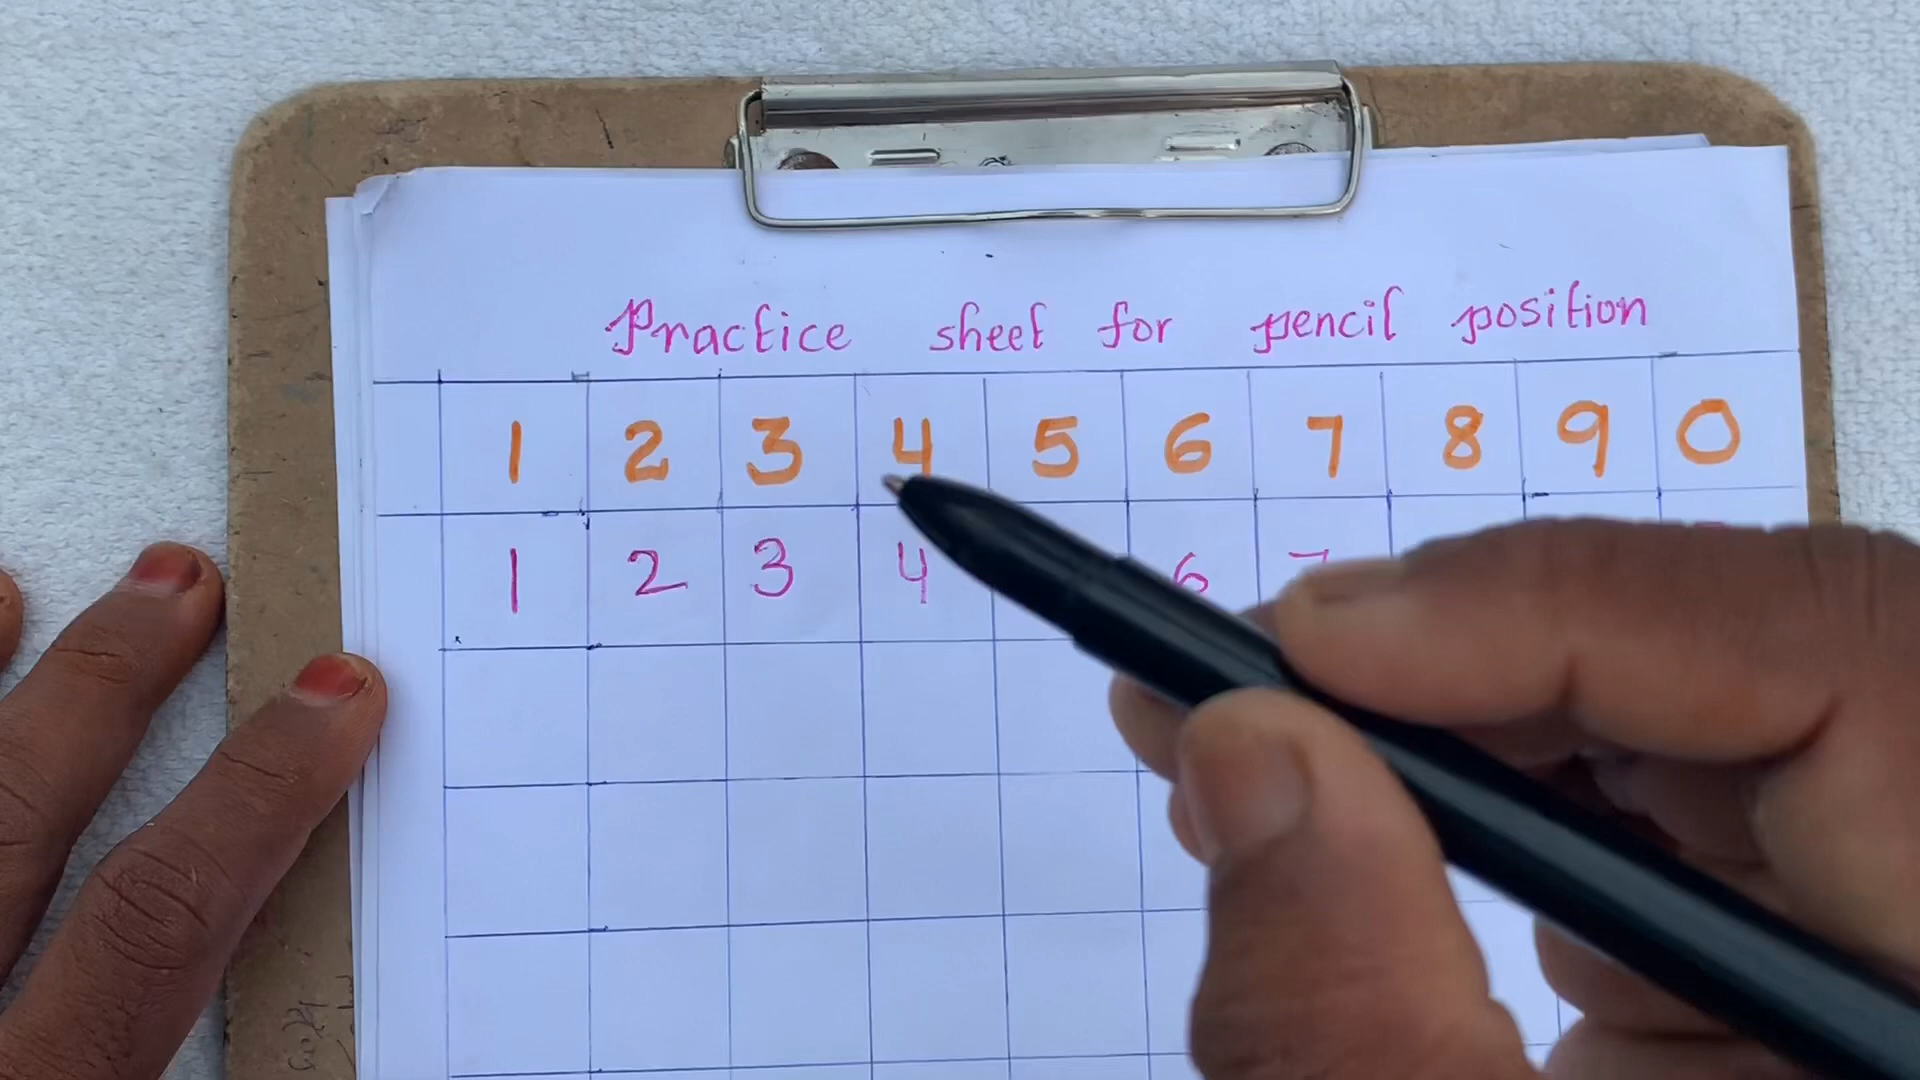 Practice sheet for pencil position
1 2 3 4 5 6 7 8 9 0
1 2 3 4 6 7